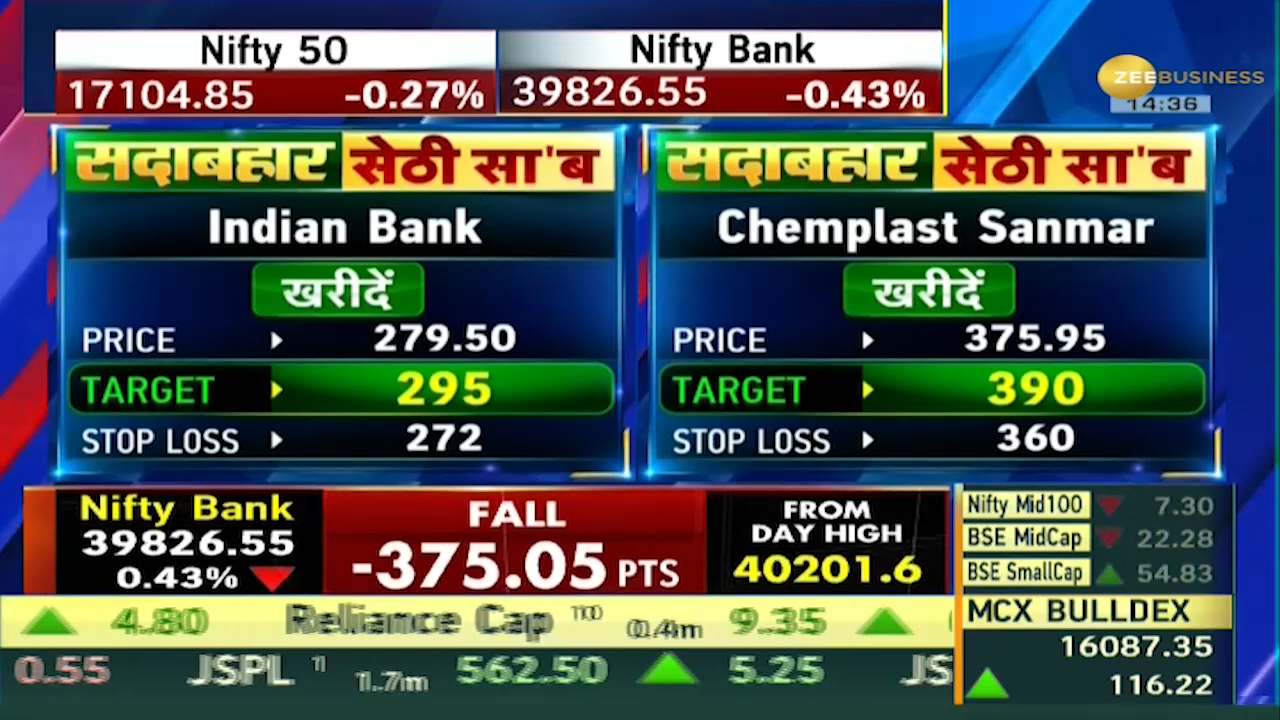 Nifty 50
17104.85 -0.27%
Nifty Bank
39826.55 -0.43%
ZEEBUSINESS
14:36
सदाबहार सेठी सा'ब
Indian Bank
खरीदें
PRICE 279.50
TARGET 295
STOP LOSS 272
सदाबहार सेठी सा'ब
Chemplast Sanmar
खरीदें
PRICE 375.95
TARGET 390
STOP LOSS 360
Nifty Bank
39826.55
0.43%
FALL
-375.05 PTS
FROM
DAY HIGH
40201.6
Nifty Mid100 7.30
BSE MidCap 22.28
BSE SmallCap 54.83
MCX BULLDEX
16087.35
116.22
4.80 Reliance Cap 0.4m 9.35
0.55 JSPL 1.7m 562.50 5.25 JS